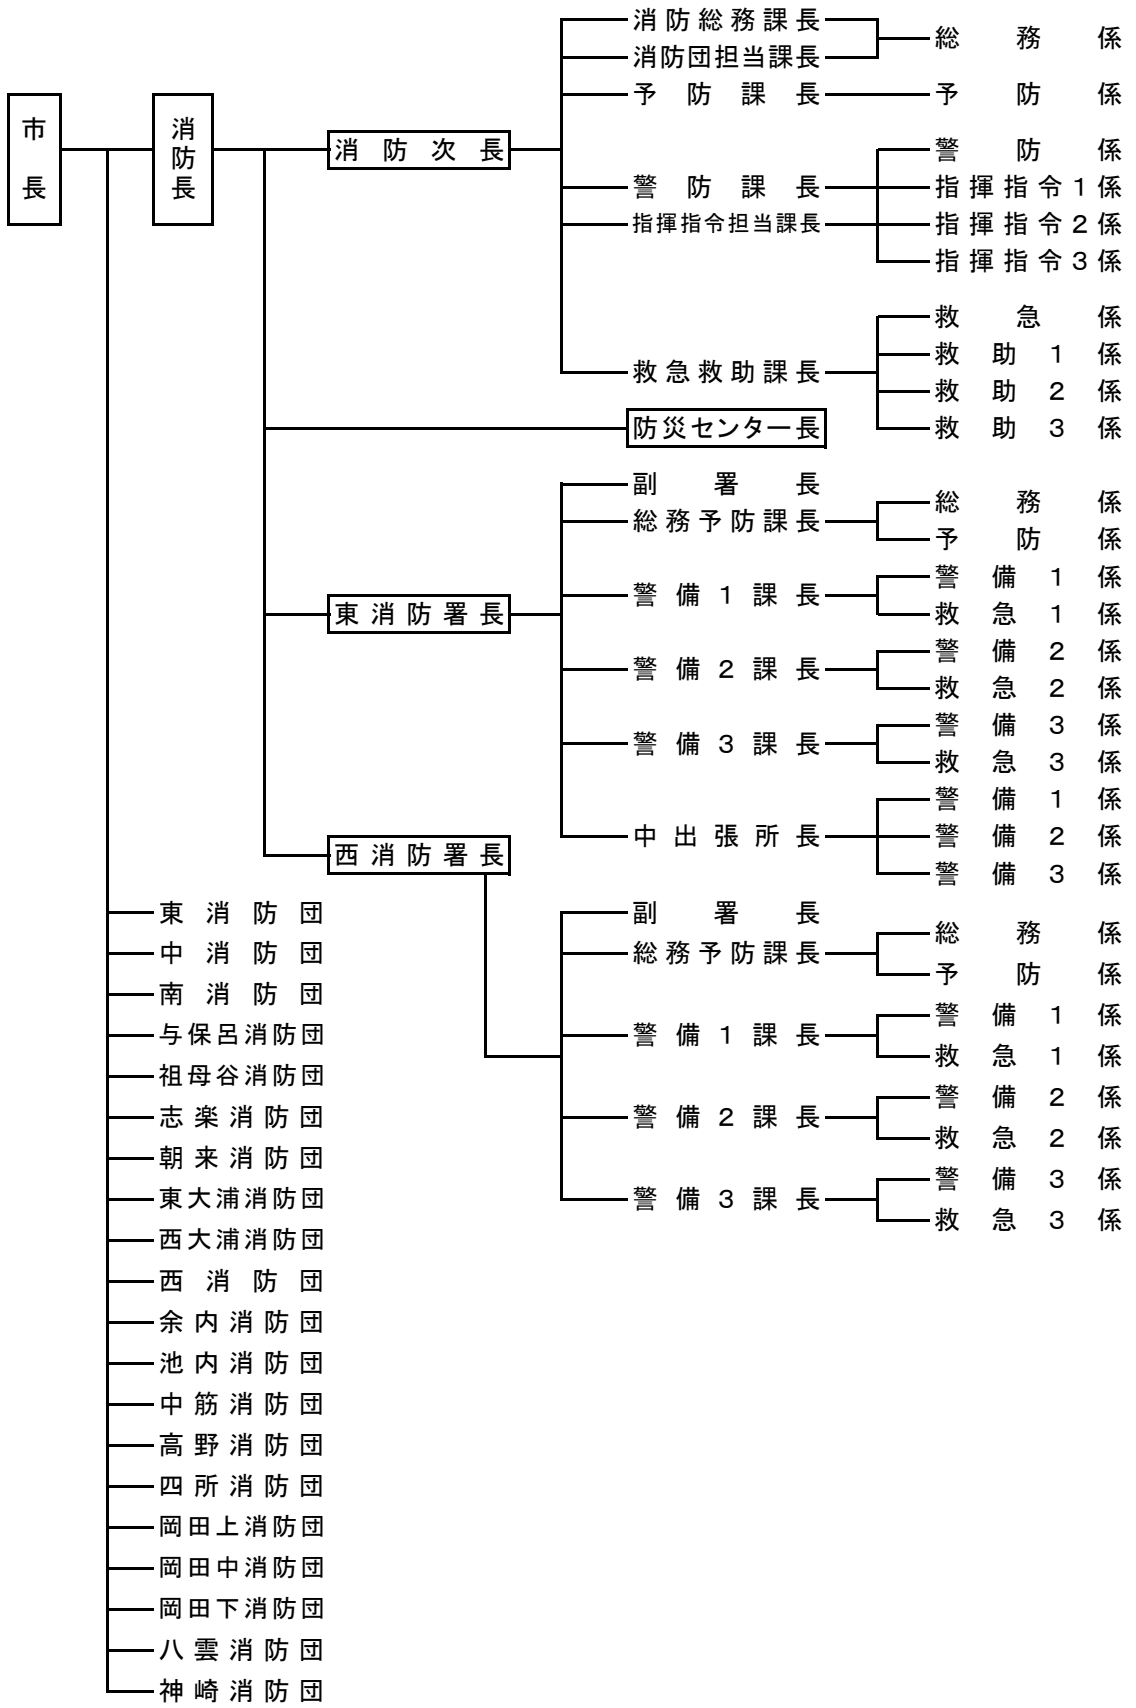 市長
消防長
消防次長
消防総務課長
消防団担当課長
総務係
予防課長
予防係
警防課長
指揮指令担当課長
警防係
指揮指令1係
指揮指令2係
指揮指令3係
救急救助課長
救急係
救助1係
救助2係
救助3係
防災センター長
東消防署長
副署長
総務予防課長
総務係
予防係
警備1課長
警備1係
救急1係
警備2課長
警備2係
救急2係
警備3課長
警備3係
救急3係
中出張所長
警備1係
警備2係
警備3係
西消防署長
副署長
総務予防課長
総務係
予防係
警備1課長
警備1係
救急1係
警備2課長
警備2係
救急2係
警備3課長
警備3係
救急3係
東消防団
中消防団
南消防団
与保呂消防団
祖母谷消防団
志楽消防団
朝来消防団
東大浦消防団
西大浦消防団
西消防団
余内消防団
池内消防団
中筋消防団
高野消防団
四所消防団
岡田上消防団
岡田中消防団
岡田下消防団
八雲消防団
神崎消防団